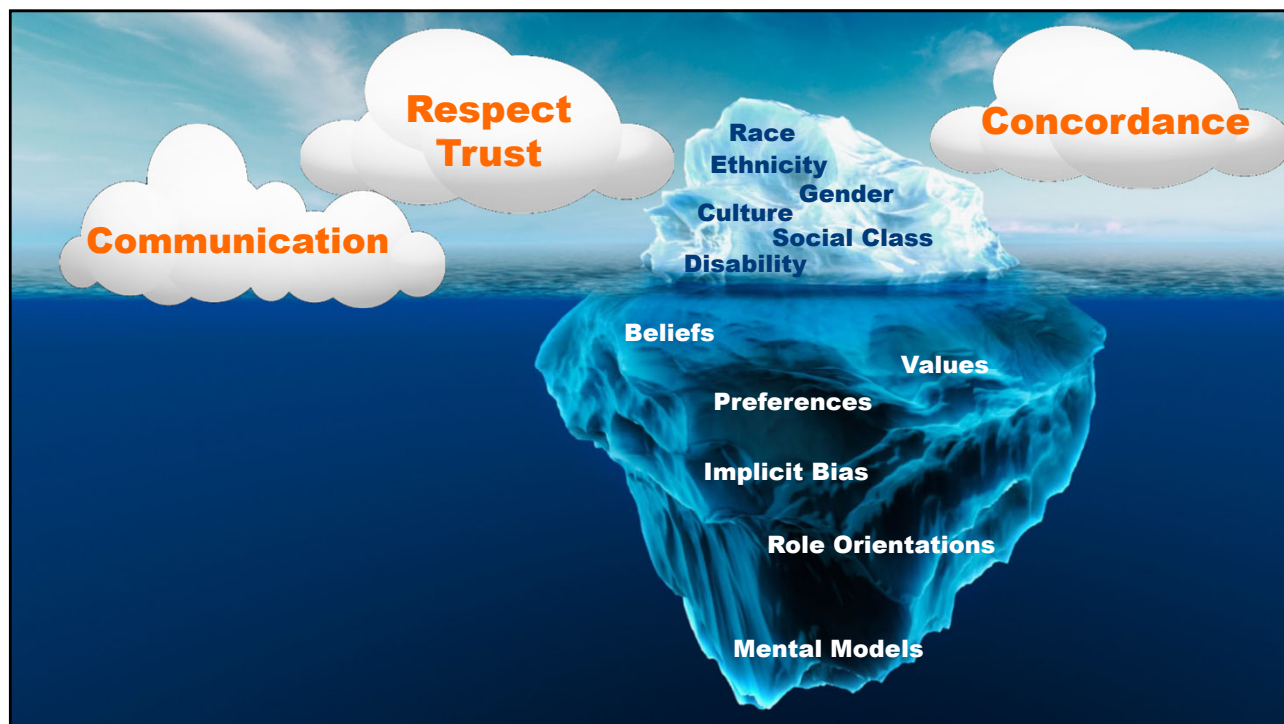 Respect
Trust
Communication
Concordance
Race
Ethnicity
Gender
Culture
Social Class
Disability
Beliefs
Values
Preferences
Implicit Bias
Role Orientations
Mental Models